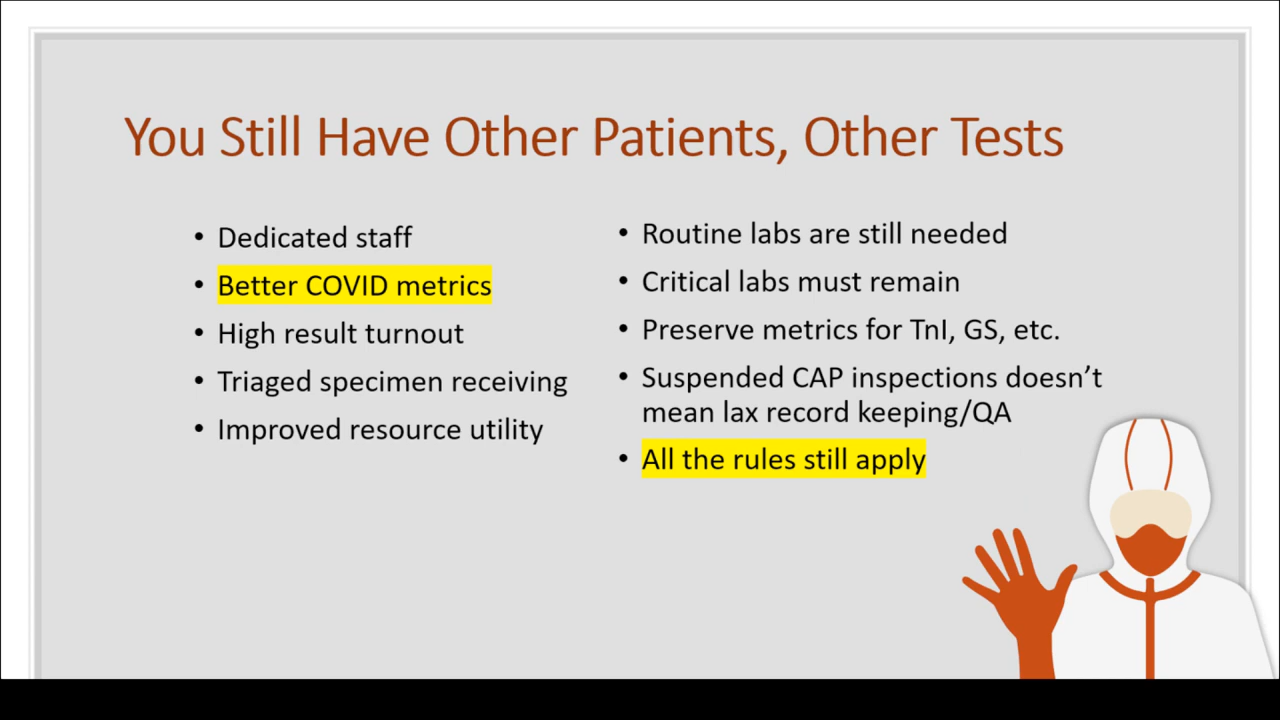 You Still Have Other Patients, Other Tests
• Dedicated staff
• Better COVID metrics
• High result turnout
• Triaged specimen receiving
• Improved resource utility
• Routine labs are still needed
• Critical labs must remain
• Preserve metrics for TnI, GS, etc.
• Suspended CAP inspections doesn’t
mean lax record keeping/QA
• All the rules still apply